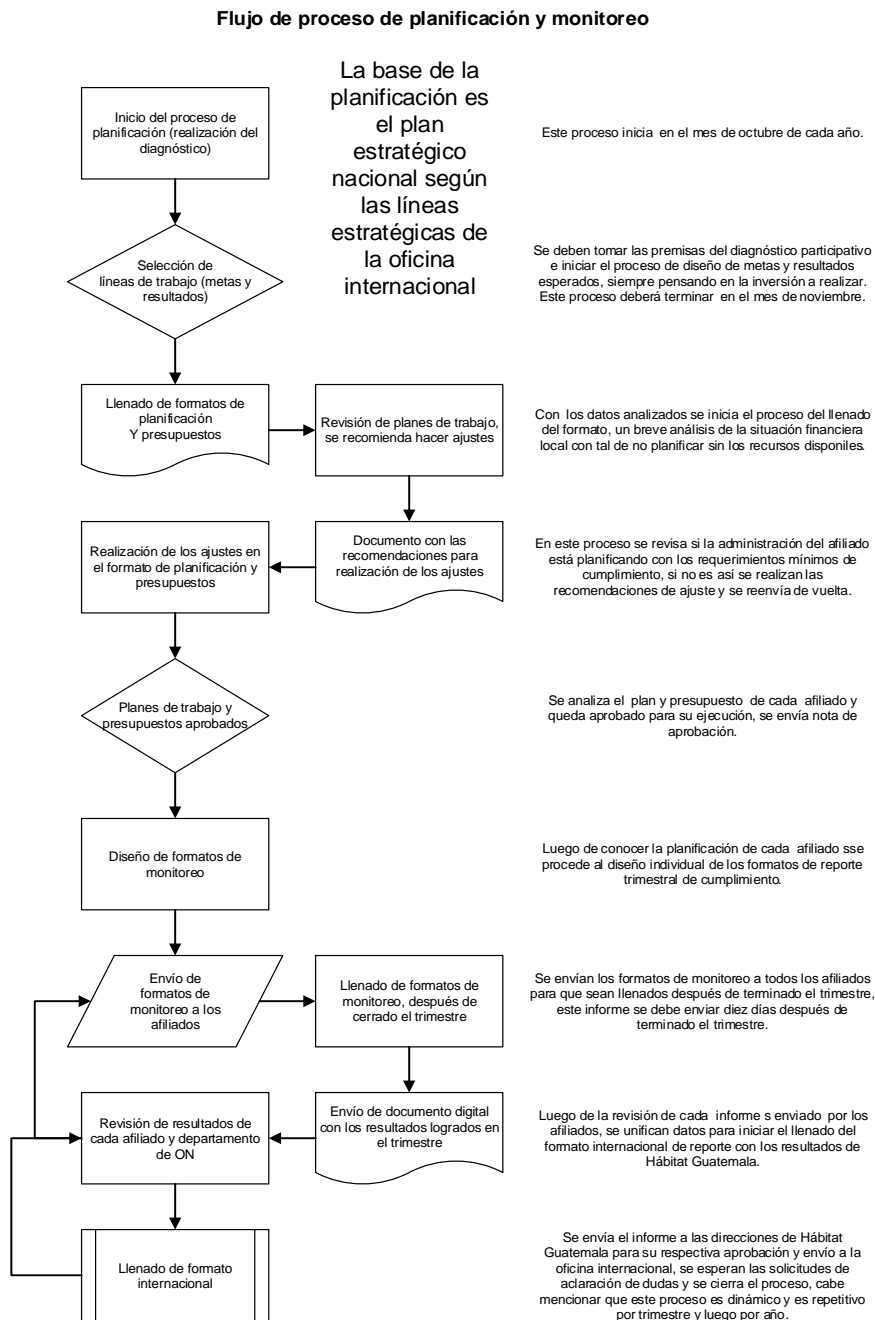 Flujo de proceso de planificación y monitoreo
La base de la
planificación es
el plan
estratégico
nacional según
las líneas
estratégicas de
la oficina
internacional
Inicio del proceso de
planificación (realización del
diagnóstico)
Este proceso inicia en el mes de octubre de cada año.
Selección de
líneas de trabajo (metas y
resultados)
Se deben tomar las premisas del diagnóstico participativo
e iniciar el proceso de diseño de metas y resultados
esperados, siempre pensando en la inversión a realizar.
Este proceso deberá terminar en el mes de noviembre.
Llenado de formatos de
planificación
Y presupuestos
Revisión de planes de trabajo,
se recomienda hacer ajustes
Con los datos analizados se inicia el proceso del llenado
del formato, un breve análisis de la situación financiera
local con tal de no planificar sin los recursos disponiles.
Realización de los ajustes en
el formato de planificación y
presupuestos
Documento con las
recomendaciones para
realización de los ajustes
En este proceso se revisa si la administración del afiliado
está planificando con los requerimientos mínimos de
cumplimiento, si no es así se realizan las
recomendaciones de ajuste y se reenvía de vuelta.
Planes de trabajo y
presupuestos aprobados
Se analiza el plan y presupuesto de cada afiliado y
queda aprobado para su ejecución, se envía nota de
aprobación.
Diseño de formatos de
monitoreo
Luego de conocer la planificación de cada afiliado sse
procede al diseño individual de los formatos de reporte
trimestral de cumplimiento.
Envío de
formatos de
monitoreo a los
afiliados
Llenado de formatos de
monitoreo, después de
cerrado el trimestre
Se envían los formatos de monitoreo a todos los afiliados
para que sean llenados después de terminado el trimestre,
este informe se debe enviar diez días después de
terminado el trimestre.
Revisión de resultados de
cada afiliado y departamento
de ON
Envío de documento digital
con los resultados logrados en
el trimestre
Luego de la revisión de cada informe s enviado por los
afiliados, se unifican datos para iniciar el llenado del
formato internacional de reporte con los resultados de
Hábitat Guatemala.
Llenado de formato
internacional
Se envía el informe a las direcciones de Hábitat
Guatemala para su respectiva aprobación y envío a la
oficina internacional, se esperan las solicitudes de
aclaración de dudas y se cierra el proceso, cabe
mencionar que este proceso es dinámico y es repetitivo
por trimestre y luego por año.